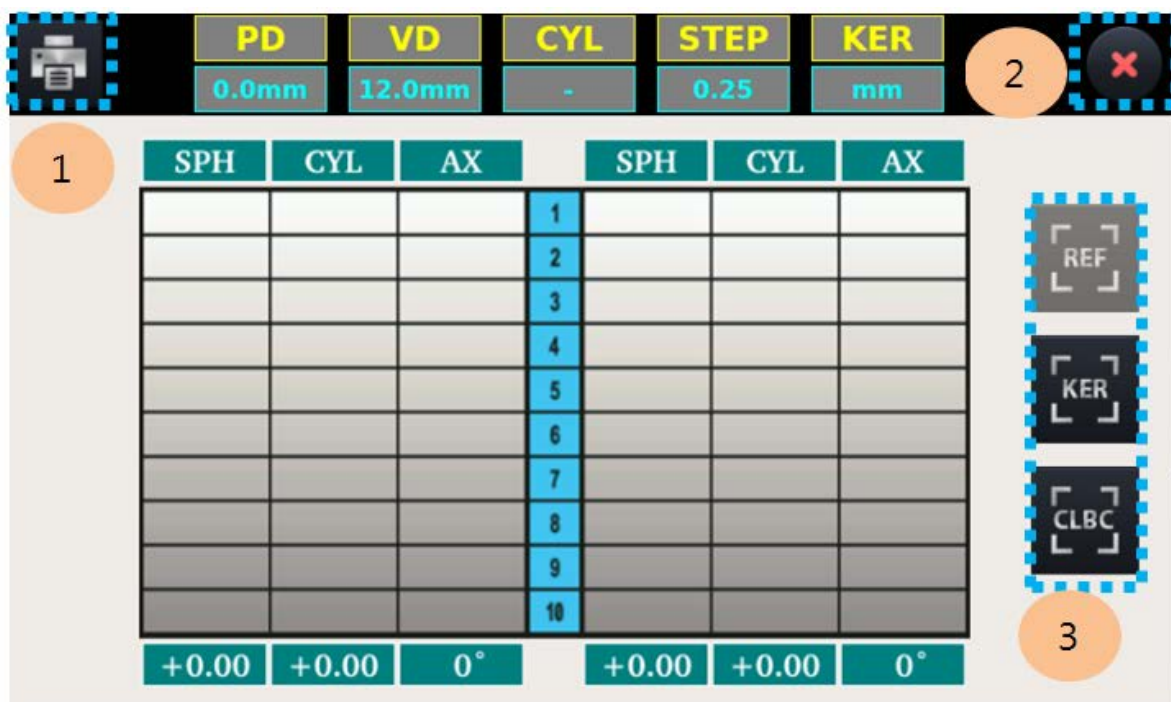 PD VD CYL STEP KER
0.0mm 12.0mm - 0.25 mm
2
1
SPH CYL AX SPH CYL AX
1
2
REF
3
4
KER
5
6
7
CLBC
8
9
10
3
+0.00 +0.00 0° +0.00 +0.00 0°